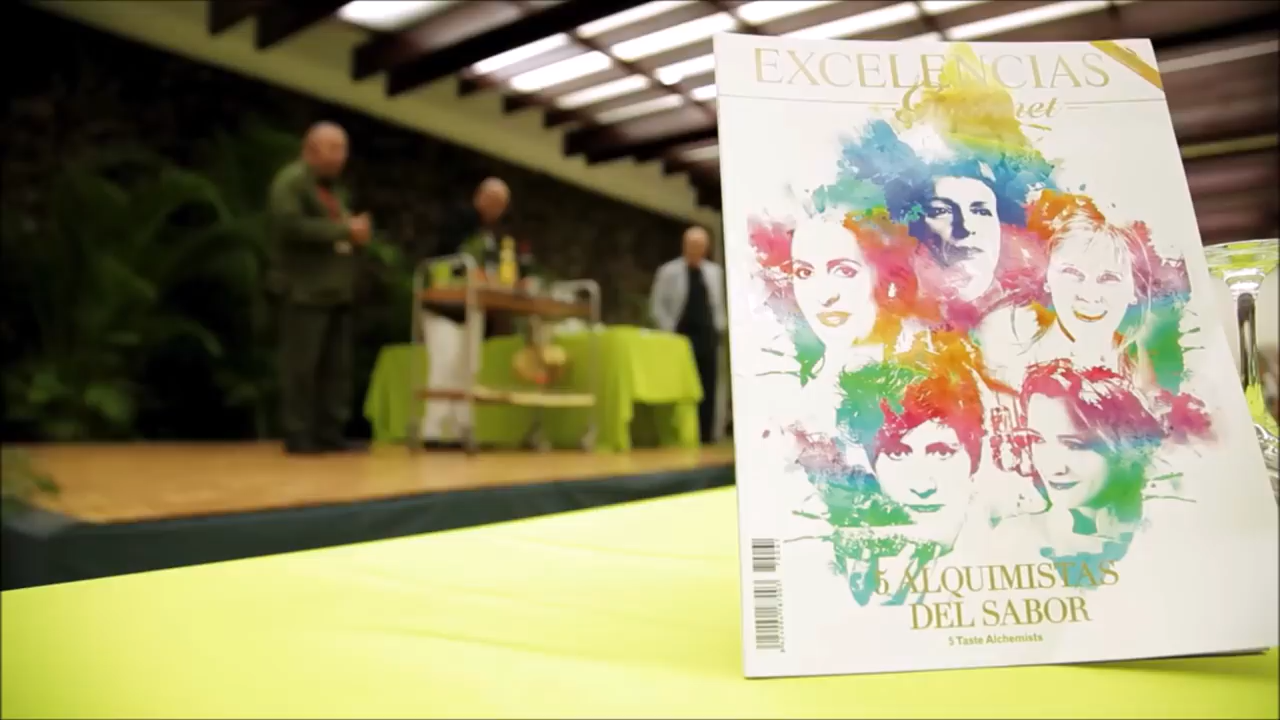 EXCELENCIAS
Gourmet
5 ALQUIMISTAS
DEL SABOR
5 Taste Alchemists